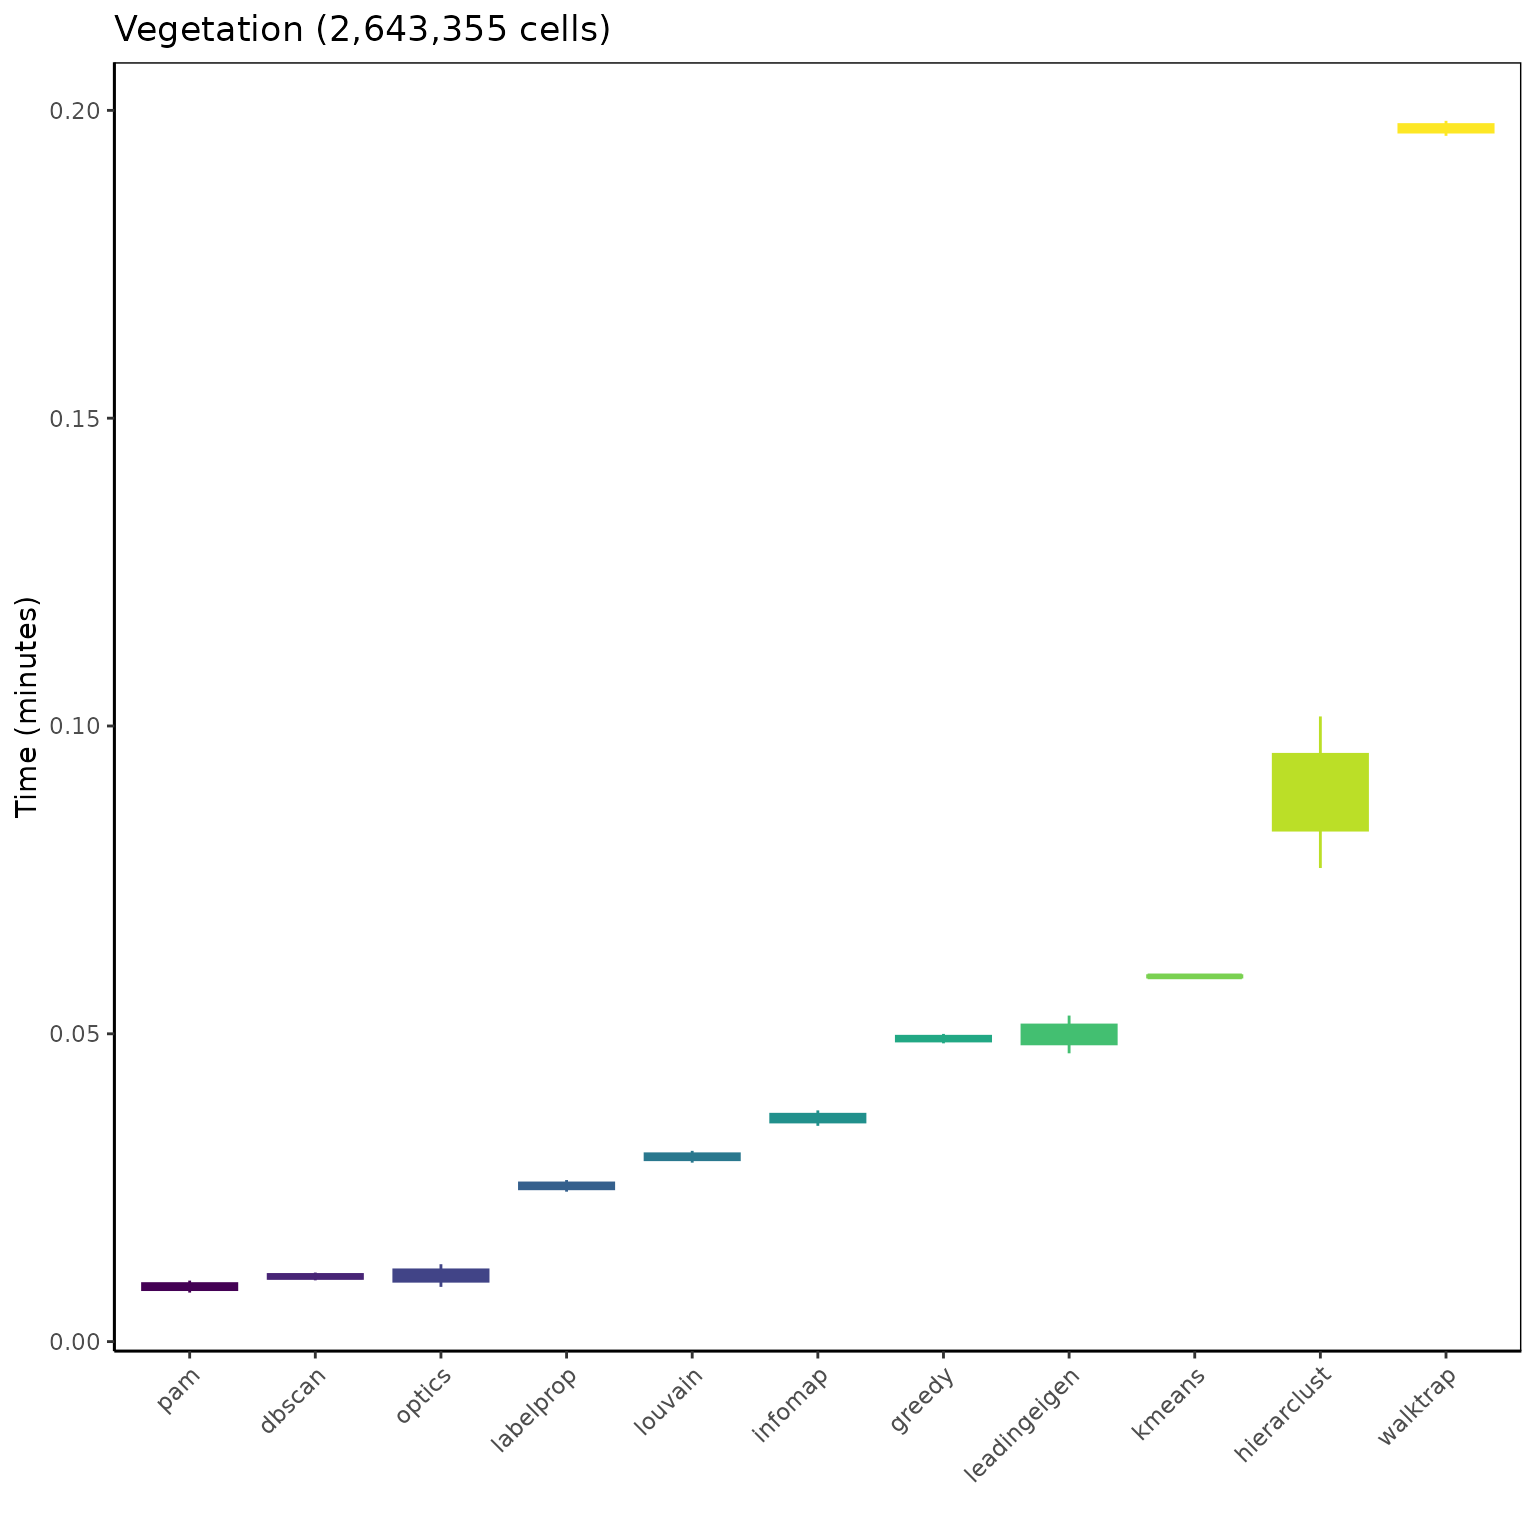 Vegetation (2,643,355 cells)
Time (minutes)
0.20
0.15
0.10
0.05
0.00
pam
dbscan
optics
labelprop
louvain
infomap
greedy
leadingeigen
kmeans
hierarclust
walktrap